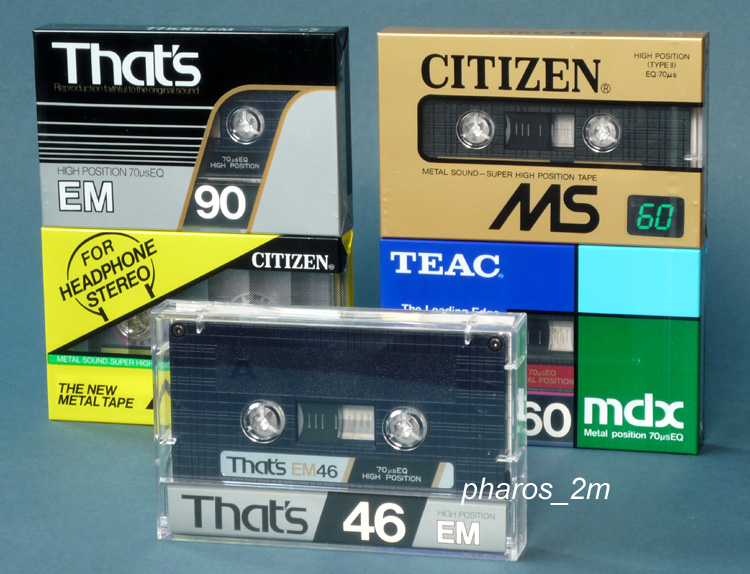 That's
Reproduction faithful to the original sound.
70μsEQ
HIGH POSITION
HIGH POSITION 70μsEQ
EM
90
CITIZEN®
HIGH POSITION
(TYPE II)
EQ:70μs
METAL SOUND—SUPER HIGH POSITION TAPE
MS
60
FOR
HEADPHONE
STEREO
CITIZEN®
METAL SOUND.SUPER HIGH
THE NEW
METAL TAPE
TEAC
The Leading Edge
70μsEQ
AL POSITION
60
mdx
Metal position 70μsEQ
A
That's EM46
70μsEQ
HIGH POSITION
That's
46
HIGH POSITION
EM
pharos_2m